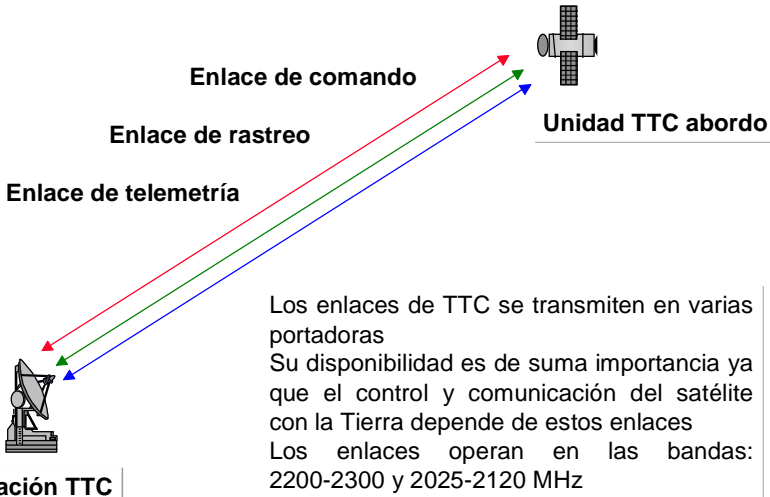 Enlace de comando
Unidad TTC abordo
Enlace de rastreo
Enlace de telemetría
Los enlaces de TTC se transmiten en varias
portadoras
Su disponibilidad es de suma importancia ya
que el control y comunicación del satélite
con la Tierra depende de estos enlaces
Los enlaces operan en las bandas:
2200-2300 y 2025-2120 MHz
ación TTC